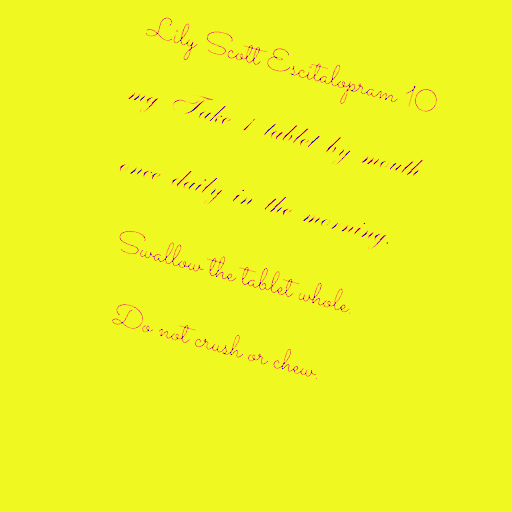 Lily Scott Escitalopram 10
mg Take 1 tablet by mouth
once daily in the morning.
Swallow the tablet whole.
Do not crush or chew.